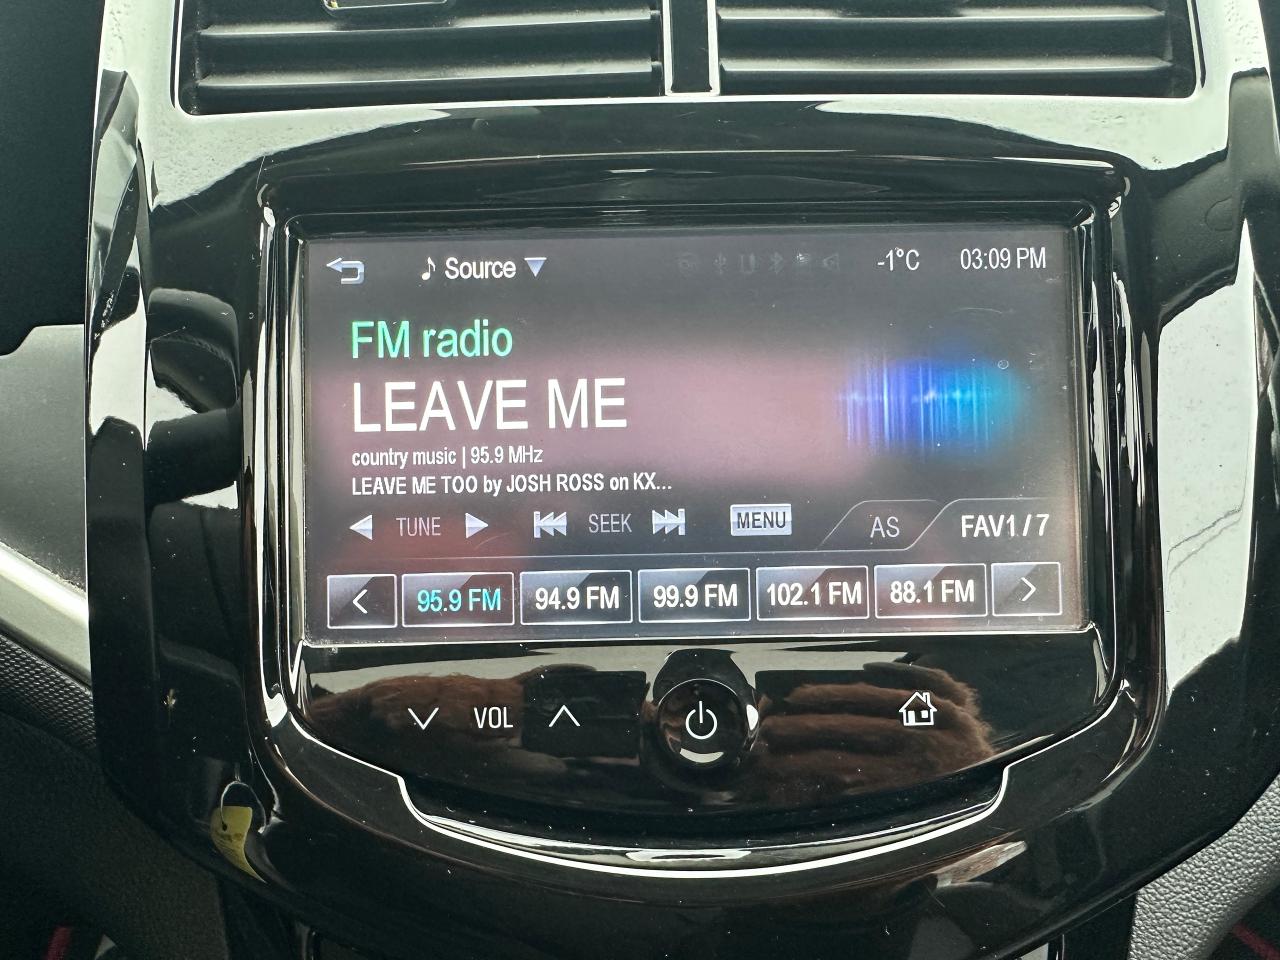 Source -1°C 03:09 PM
FM radio
LEAVE ME
country music | 95.9 MHz
LEAVE ME TOO by JOSH ROSS on KX...
TUNE SEEK MENU AS FAV1 / 7
< 95.9 FM 94.9 FM 99.9 FM 102.1 FM 88.1 FM >
VOL